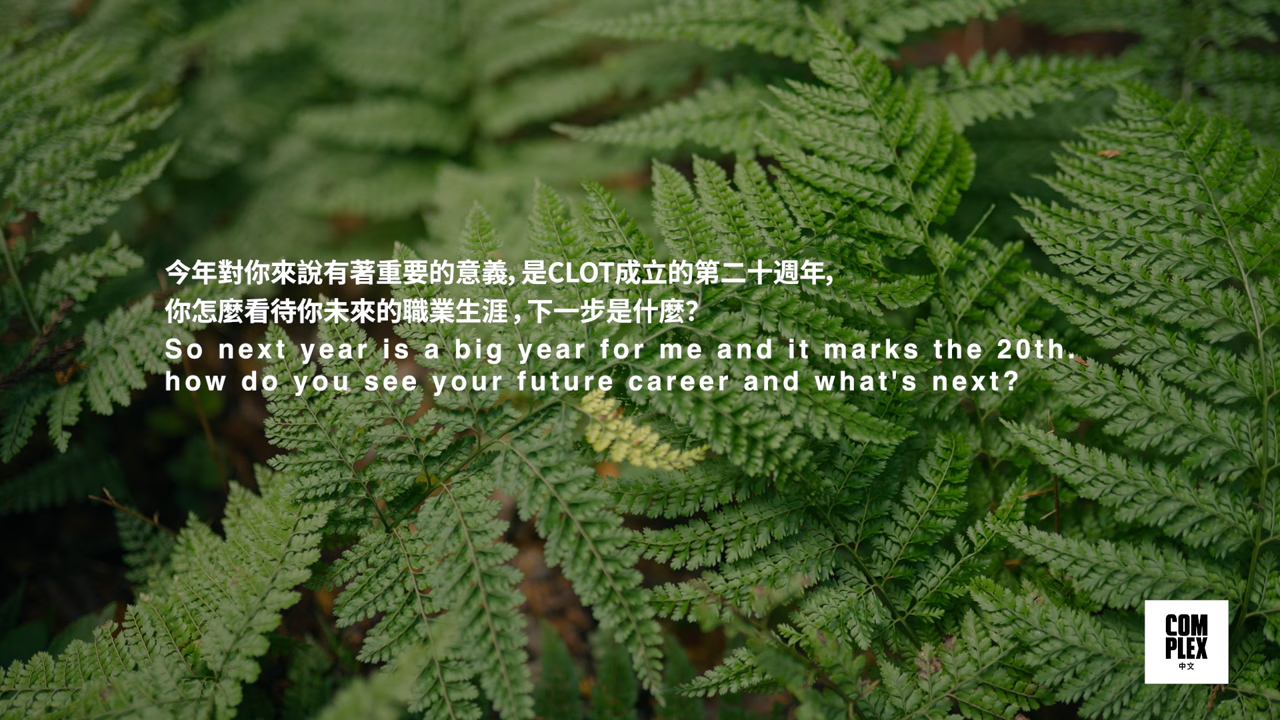 今年對你來說有著重要的意義, 是CLOT成立的第二十週年,
你怎麼看待你未來的職業生涯 , 下一步是什麼?
So next year is a big year for me and it marks the 20th.
how do you see your future career and what's next?
COM
PLEX
中文